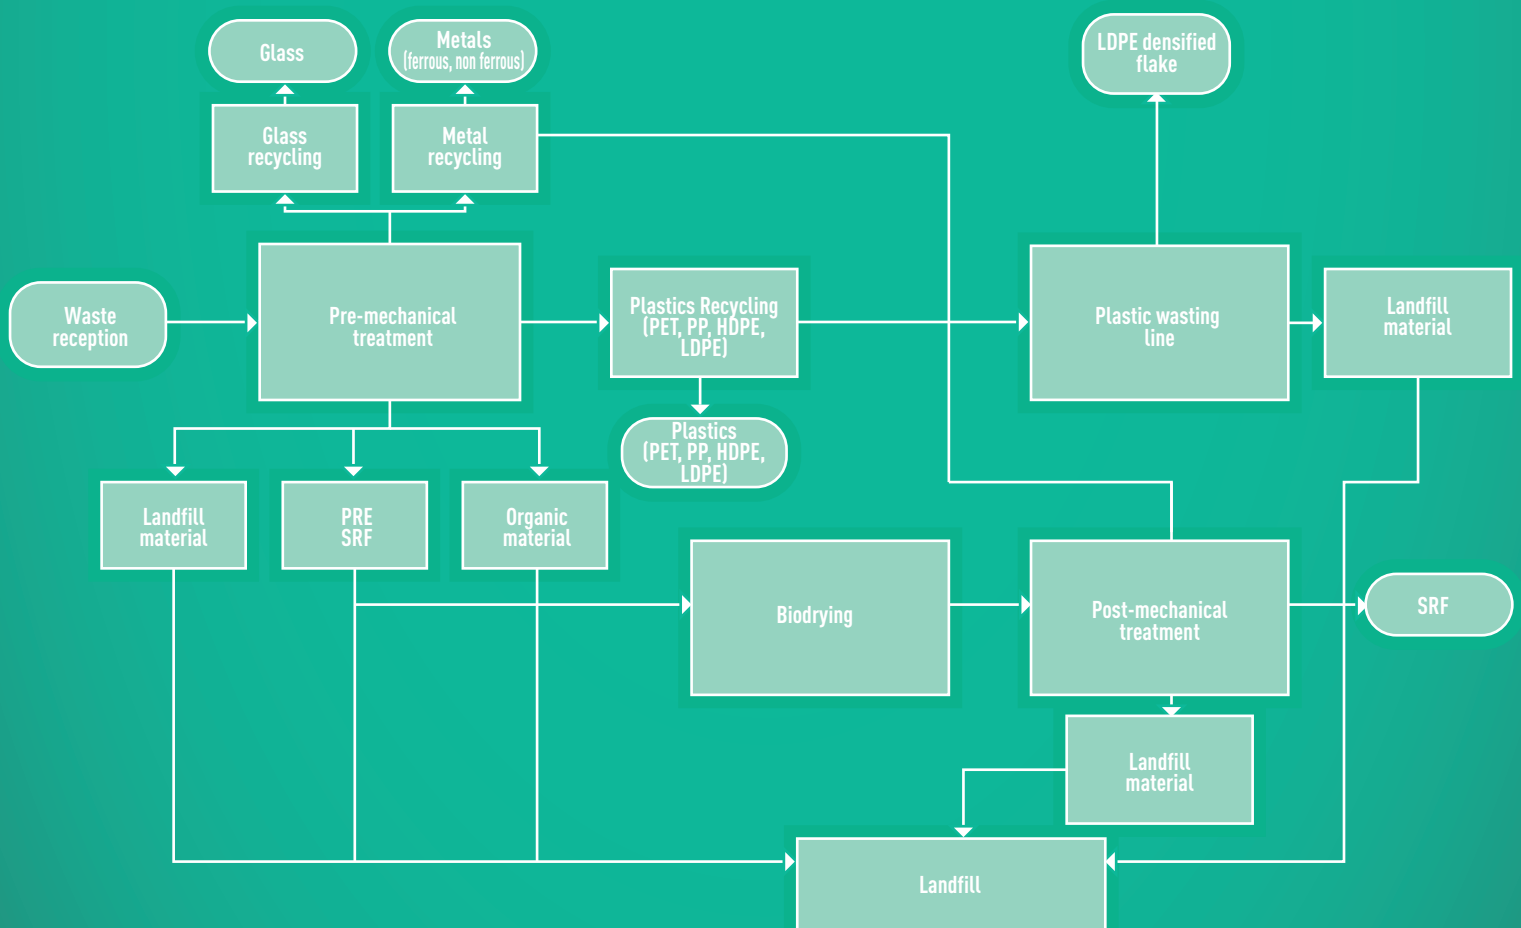 Glass
Metals
(ferrous, non ferrous)
LDPE densified
flake
Glass
recycling
Metal
recycling
Waste
reception
Pre-mechanical
treatment
Plastics Recycling
(PET, PP, HDPE,
LDPE)
Plastic wasting
line
Landfill
material
Plastics
(PET, PP, HDPE,
LDPE)
Landfill
material
PRE
SRF
Organic
material
Biodrying
Post-mechanical
treatment
SRF
Landfill
material
Landfill